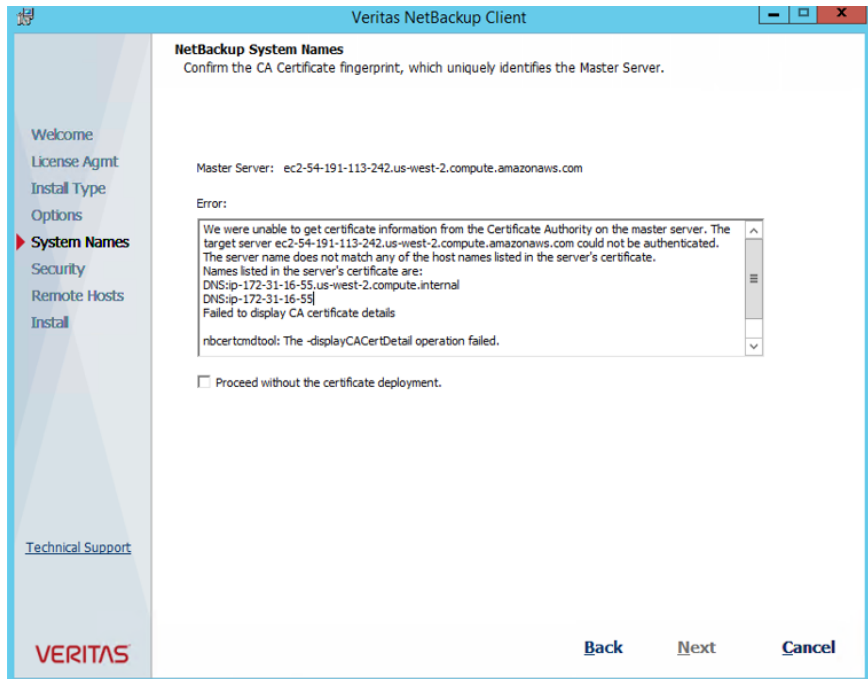 Veritas NetBackup Client
NetBackup System Names
Confirm the CA Certificate fingerprint, which uniquely identifies the Master Server.
Welcome
License Agmt
Install Type
Options
System Names
Security
Remote Hosts
Install
Master Server: ec2-54-191-113-242.us-west-2.compute.amazonaws.com
Error:
We were unable to get certificate information from the Certificate Authority on the master server. The
target server ec2-54-191-113-242.us-west-2.compute.amazonaws.com could not be authenticated.
The server name does not match any of the host names listed in the server's certificate.
Names listed in the server's certificate are:
DNS:ip-172-31-16-55.us-west-2.compute.internal
DNS:ip-172-31-16-55
Failed to display CA certificate details
nbcertcmdtool: The -displayCACertDetail operation failed.
Proceed without the certificate deployment.
Technical Support
VERITAS
Back Next Cancel